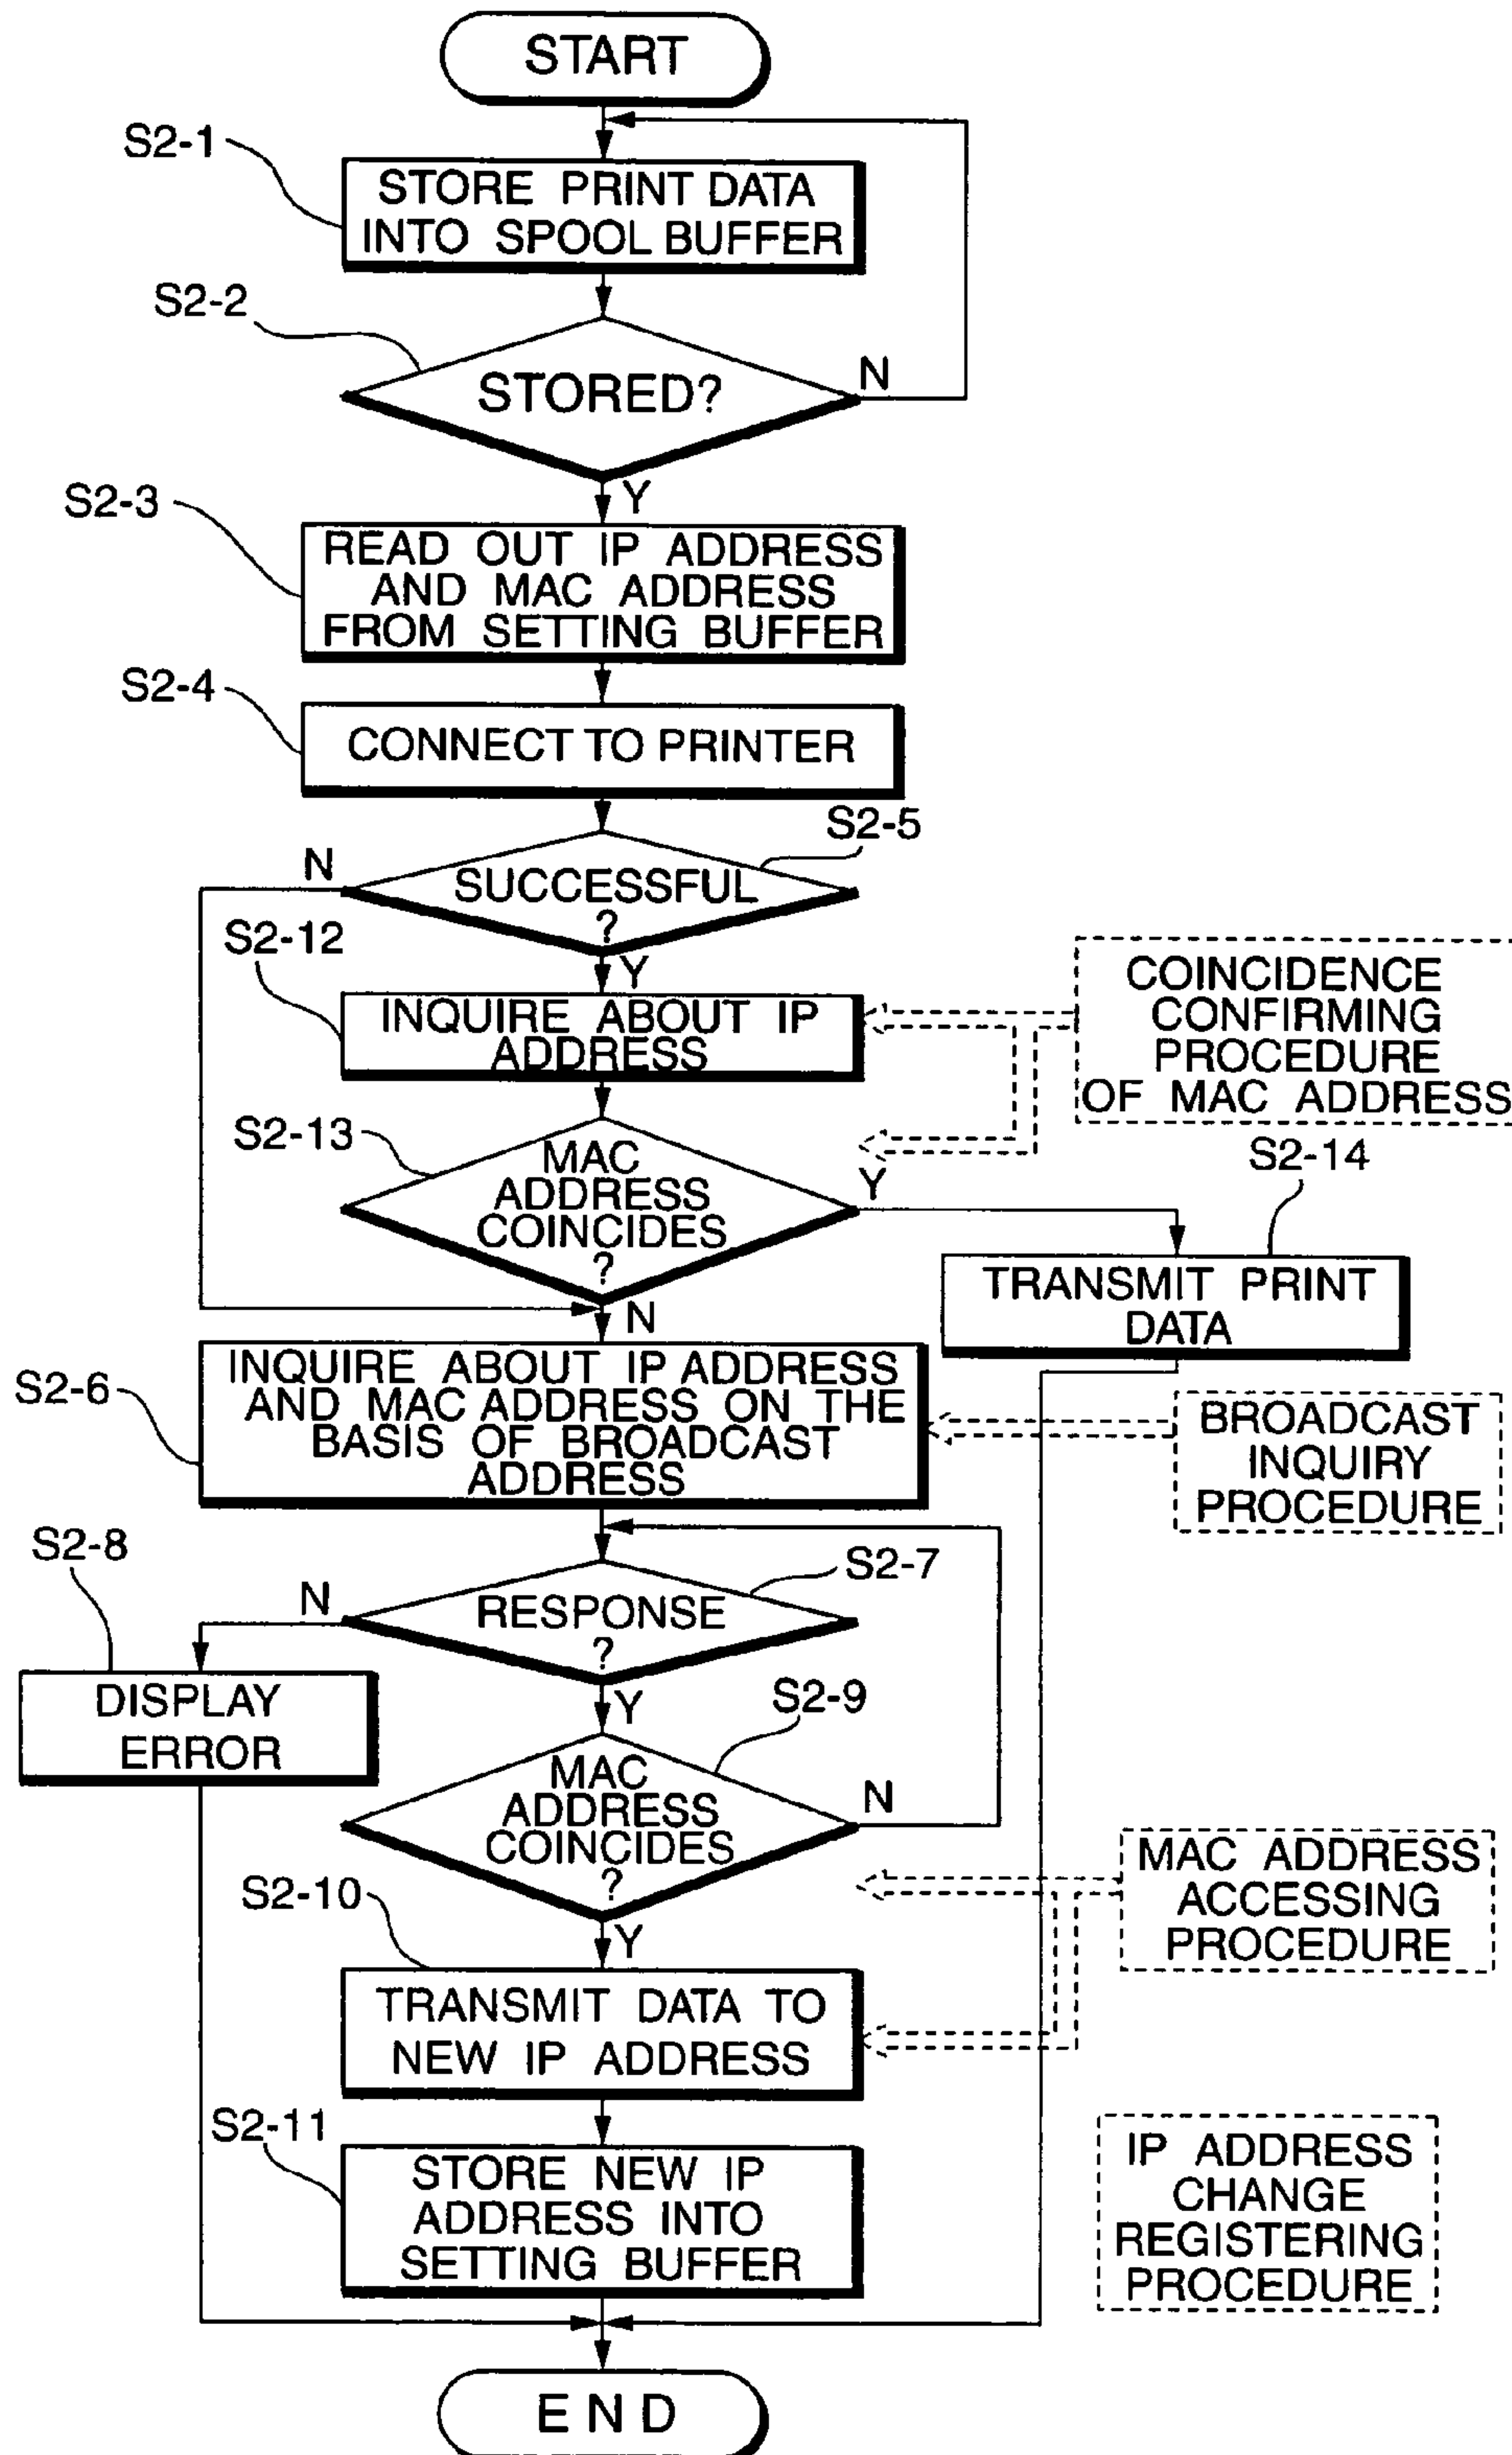 START
S2-1
STORE PRINT DATA
INTO SPOOL BUFFER
S2-2
STORED?
N
Y
S2-3
READ OUT IP ADDRESS
AND MAC ADDRESS
FROM SETTING BUFFER
S2-4
CONNECT TO PRINTER
S2-5
N
SUCCESSFUL
?
Y
S2-12
INQUIRE ABOUT IP
ADDRESS
COINCIDENCE
CONFIRMING
PROCEDURE
OF MAC ADDRESS
S2-13
MAC
ADDRESS
COINCIDES
?
Y
N
S2-14
TRANSMIT PRINT
DATA
S2-6
INQUIRE ABOUT IP ADDRESS
AND MAC ADDRESS ON THE
BASIS OF BROADCAST
ADDRESS
BROADCAST
INQUIRY
PROCEDURE
S2-7
N
RESPONSE
?
Y
S2-8
DISPLAY
ERROR
S2-9
MAC
ADDRESS
COINCIDES
?
N
Y
MAC ADDRESS
ACCESSING
PROCEDURE
S2-10
TRANSMIT DATA TO
NEW IP ADDRESS
S2-11
STORE NEW IP
ADDRESS INTO
SETTING BUFFER
IP ADDRESS
CHANGE
REGISTERING
PROCEDURE
END